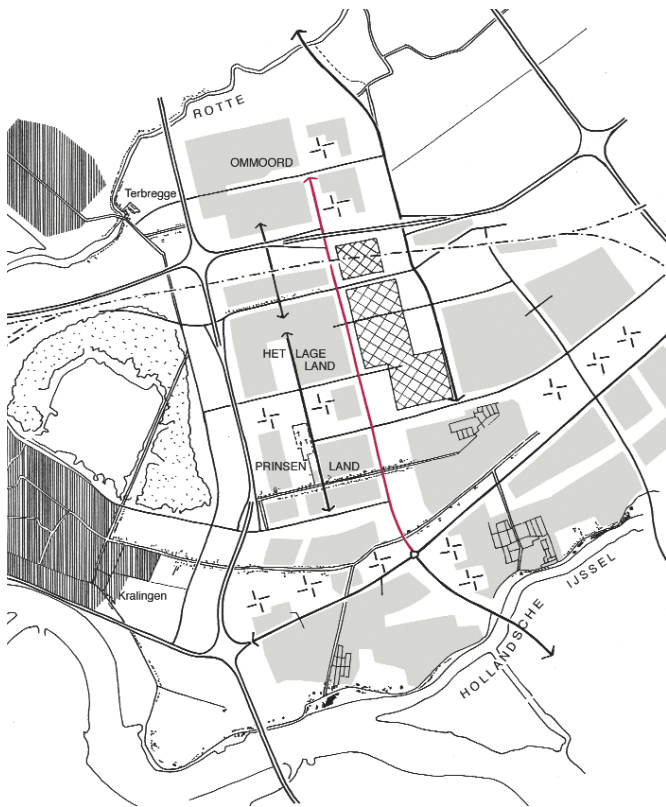 ROTTE
OMMOORD
Terbregge
HET LAGE
LAND
PRINSEN LAND
Kralingen
HOLLANDSCHE IJSSEL